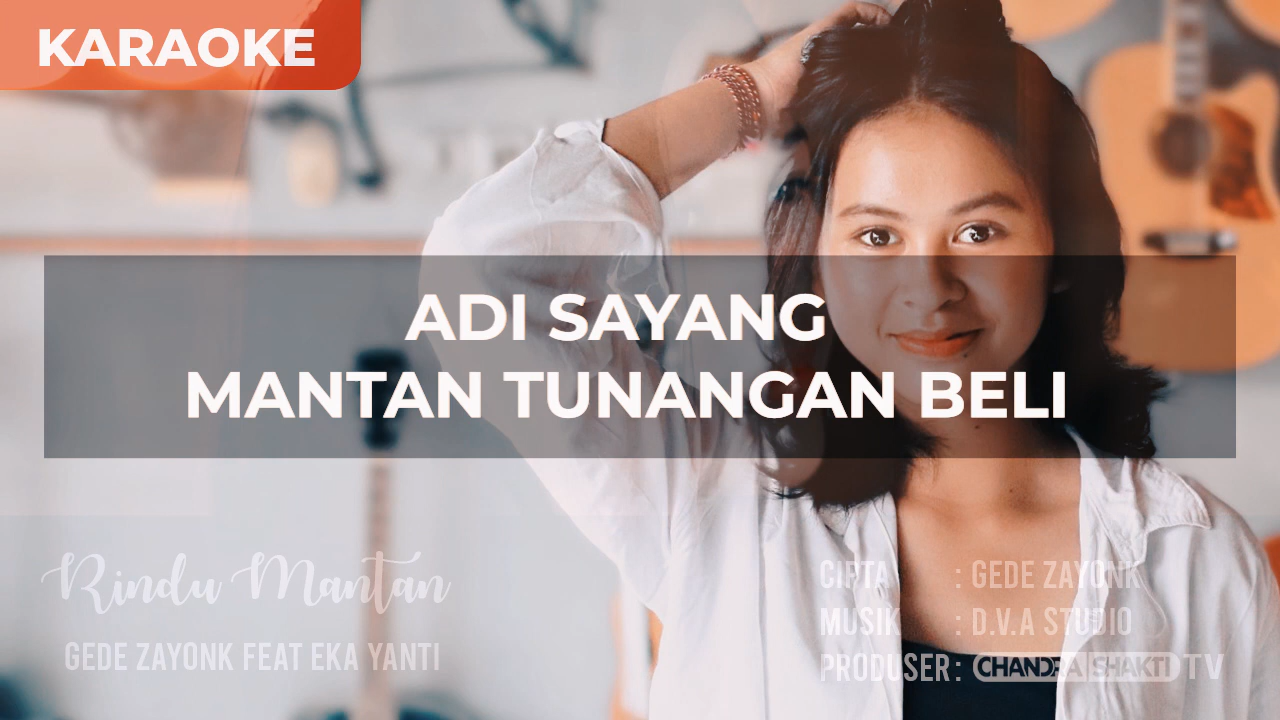 KARAOKE
ADI SAYANG
MANTAN TUNANGAN BELI
Rindu Mantan
GEDE ZAYONK FEAT EKA YANTI
CIPTA : GEDE ZAYONK
MUSIK : D.V.A STUDIO
PRODUSER : CHANDRA SHAKTI TV